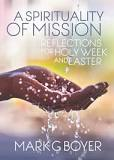 A SPIRITUALITY
OF MISSION
REFLECTIONS
FOR HOLY WEEK
AND EASTER
MARK G BOYER